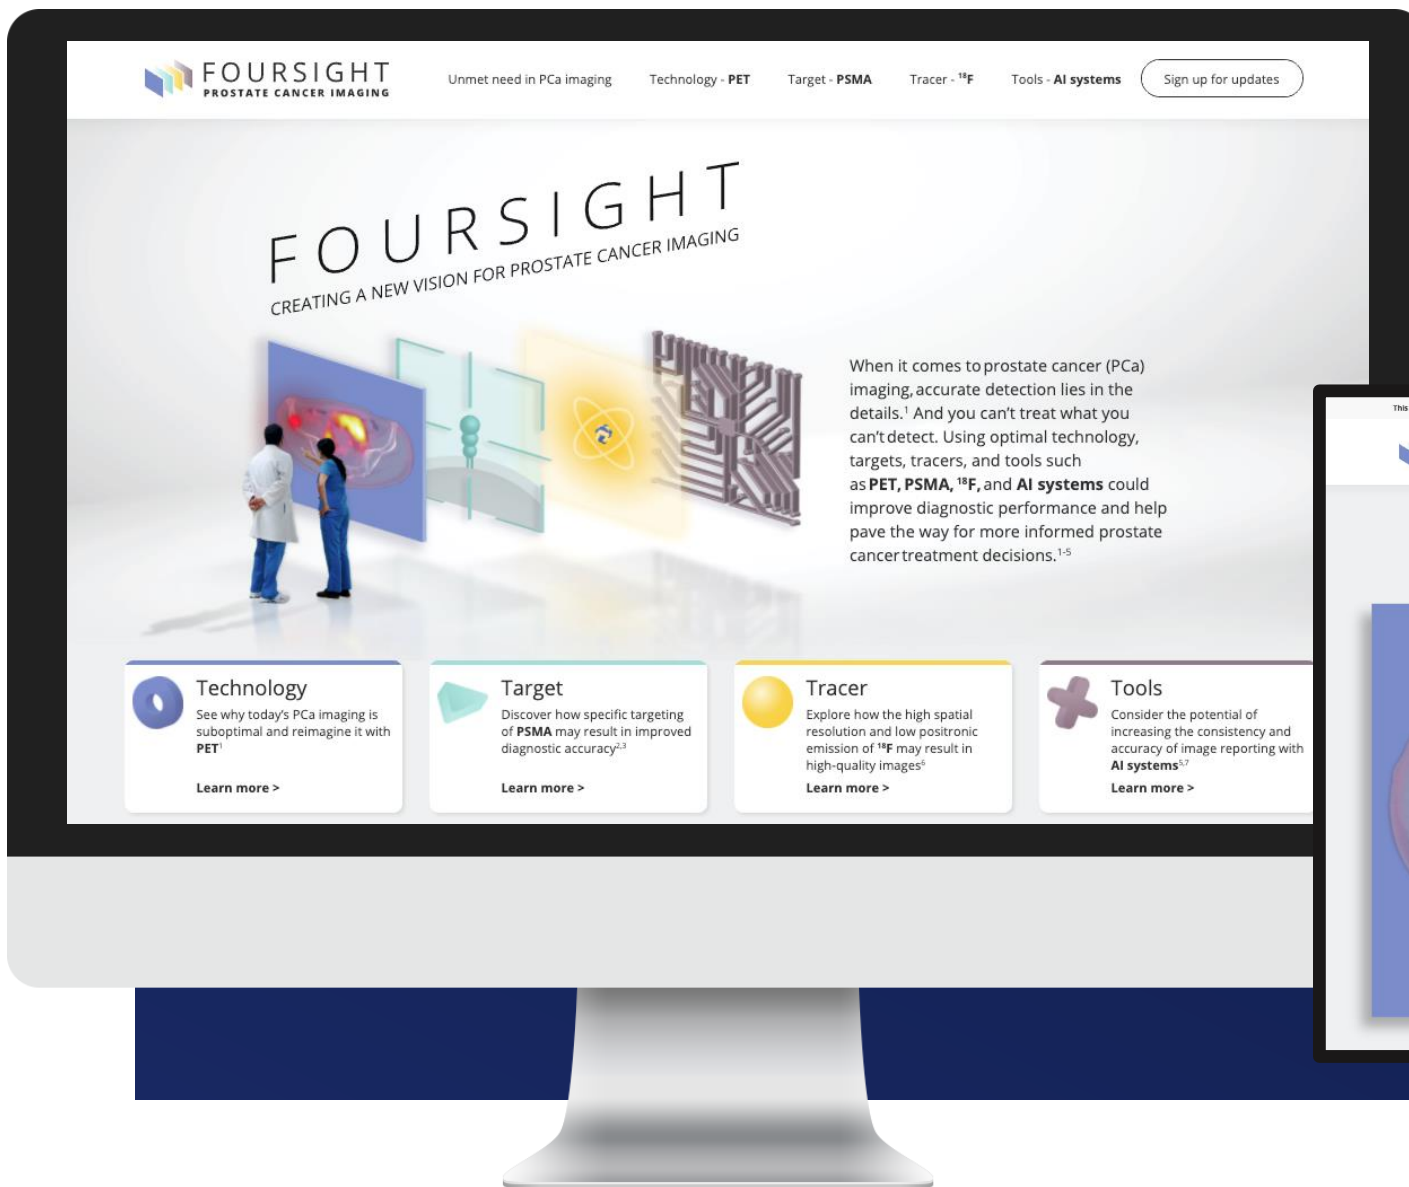 FOURSIGHT
PROSTATE CANCER IMAGING
Unmet need in PCa imaging
Technology - PET
Target - PSMA
Tracer - ¹⁸F
Tools - AI systems
Sign up for updates
FOURSIGHT
CREATING A NEW VISION FOR PROSTATE CANCER IMAGING
When it comes to prostate cancer (PCa)
imaging, accurate detection lies in the
details.¹ And you can't treat what you
can't detect. Using optimal technology,
targets, tracers, and tools such
as PET, PSMA, ¹⁸F, and AI systems could
improve diagnostic performance and help
pave the way for more informed prostate
cancer treatment decisions.¹⁻⁵
This
Technology
See why today's PCa imaging is
suboptimal and reimagine it with
PET¹
Learn more >
Target
Discover how specific targeting
of PSMA may result in improved
diagnostic accuracy²,³
Learn more >
Tracer
Explore how the high spatial
resolution and low positronic
emission of ¹⁸F may result in
high-quality images⁶
Learn more >
Tools
Consider the potential of
increasing the consistency and
accuracy of image reporting with
AI systems⁵,⁷
Learn more >